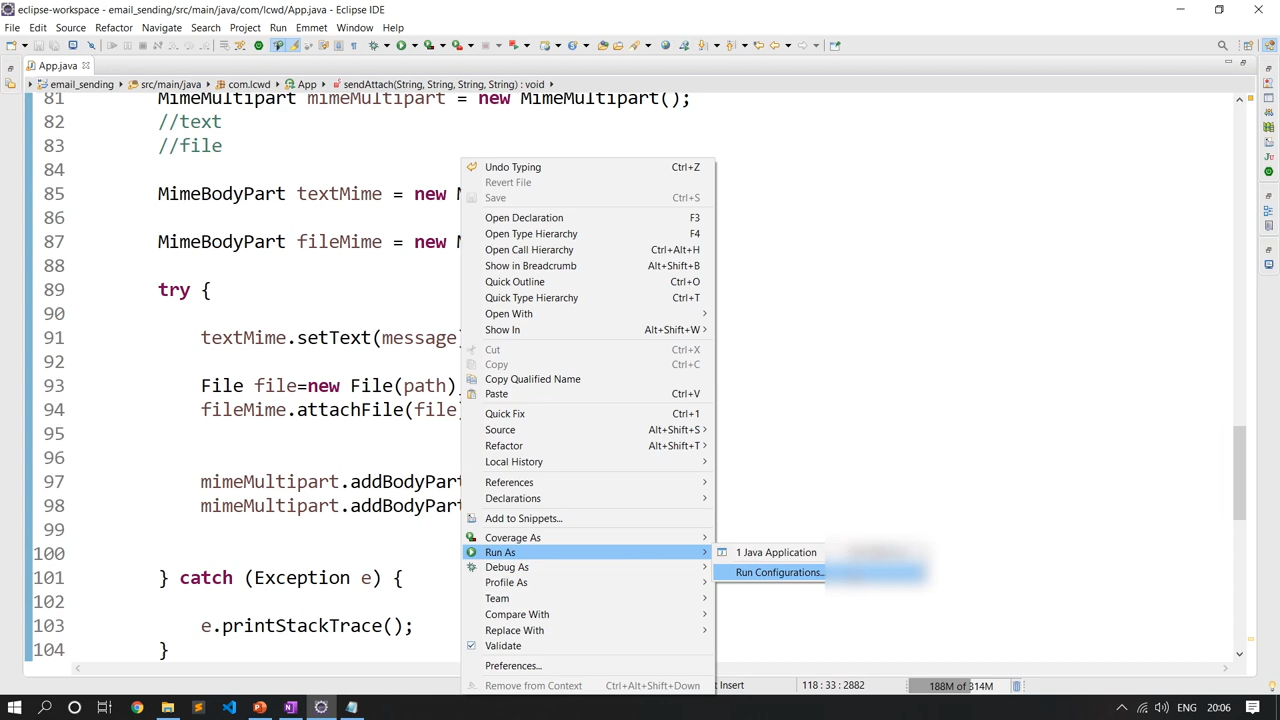 eclipse-workspace - email_sending/src/main/java/com/lcwd/App.java - Eclipse IDE
File Edit Source Refactor Navigate Search Project Run Emmet Window Help
App.java
email_sending src/main/java com.lcwd App sendAttach(String, String, String, String) : void
81 MimeMultipart mimeMultipart = new MimeMultipart();
82 //text
83 //file
84
85 MimeBodyPart textMime = new M
86
87 MimeBodyPart fileMime = new M
88
89 try {
90
91 textMime.setText(message)
92
93 File file=new File(path)
94 fileMime.attachFile(file)
95
96
97 mimeMultipart.addBodyPart
98 mimeMultipart.addBodyPart
99
100
101 } catch (Exception e) {
102
103 e.printStackTrace();
104 }
Undo Typing Ctrl+Z
Revert File
Save Ctrl+S
Open Declaration F3
Open Type Hierarchy F4
Open Call Hierarchy Ctrl+Alt+H
Show in Breadcrumb Alt+Shift+B
Quick Outline Ctrl+O
Quick Type Hierarchy Ctrl+T
Open With
Show In Alt+Shift+W
Cut Ctrl+X
Copy Ctrl+C
Copy Qualified Name
Paste Ctrl+V
Quick Fix Ctrl+1
Source Alt+Shift+S
Refactor Alt+Shift+T
Local History
References
Declarations
Add to Snippets...
Coverage As
Run As
Debug As
Profile As
Team
Compare With
Replace With
Validate
Preferences...
Remove from Context Ctrl+Alt+Shift+Down
1 Java Application
Run Configurations...
Insert 118 : 33 : 2882 188M of 314M
ENG 20:06